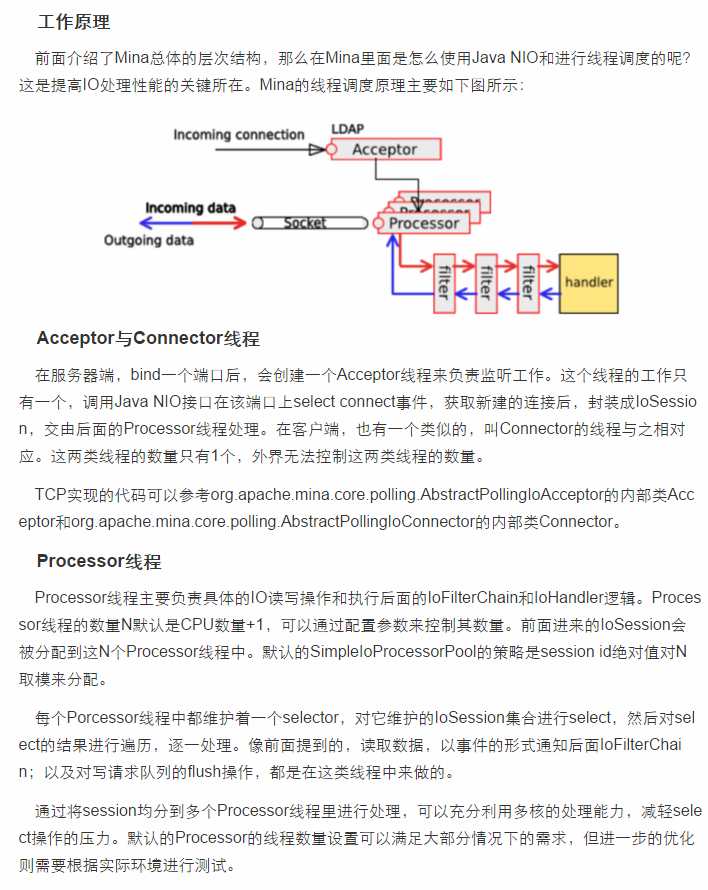 工作原理
前面介绍了Mina总体的层次结构，那么在Mina里面是怎么使用Java NIO和进行线程调度的呢？
这是提高IO处理性能的关键所在。Mina的线程调度原理主要如下图所示：
LDAP
Incoming connection
Acceptor
Processor
Processor
Incoming data
Socket
Processor
Outgoing data
filter
filter
filter
handler
Acceptor与Connector线程
在服务器端，bind一个端口后，会创建一个Acceptor线程来负责监听工作。这个线程的工作只
有一个，调用Java NIO接口在该端口上select connect事件，获取新建的连接后，封装成IoSessio
n，交由后面的Processor线程处理。在客户端，也有一个类似的，叫Connector的线程与之相对
应。这两类线程的数量只有1个，外界无法控制这两类线程的数量。
TCP实现的代码可以参考org.apache.mina.core.polling.AbstractPollingIoAcceptor的内部类Acc
eptor和org.apache.mina.core.polling.AbstractPollingIoConnector的内部类Connector。
Processor线程
Processor线程主要负责具体的IO读写操作和执行后面的IoFilterChain和IoHandler逻辑。Proces
sor线程的数量N默认是CPU数量+1，可以通过配置参数来控制其数量。前面进来的IoSession会
被分配到这N个Processor线程中。默认的SimpleIoProcessorPool的策略是session id绝对值对N
取模来分配。
每个Porcessor线程中都维护着一个selector，对它维护的IoSession集合进行select，然后对sel
ect的结果进行遍历，逐一处理。像前面提到的，读取数据，以事件的形式通知后面IoFilterChai
n；以及对写请求队列的flush操作，都是在这类线程中来做的。
通过将session均分到多个Processor线程里进行处理，可以充分利用多核的处理能力，减轻sele
ct操作的压力。默认的Processor的线程数量设置可以满足大部分情况下的需求，但进一步的优化
则需要根据实际环境进行测试。